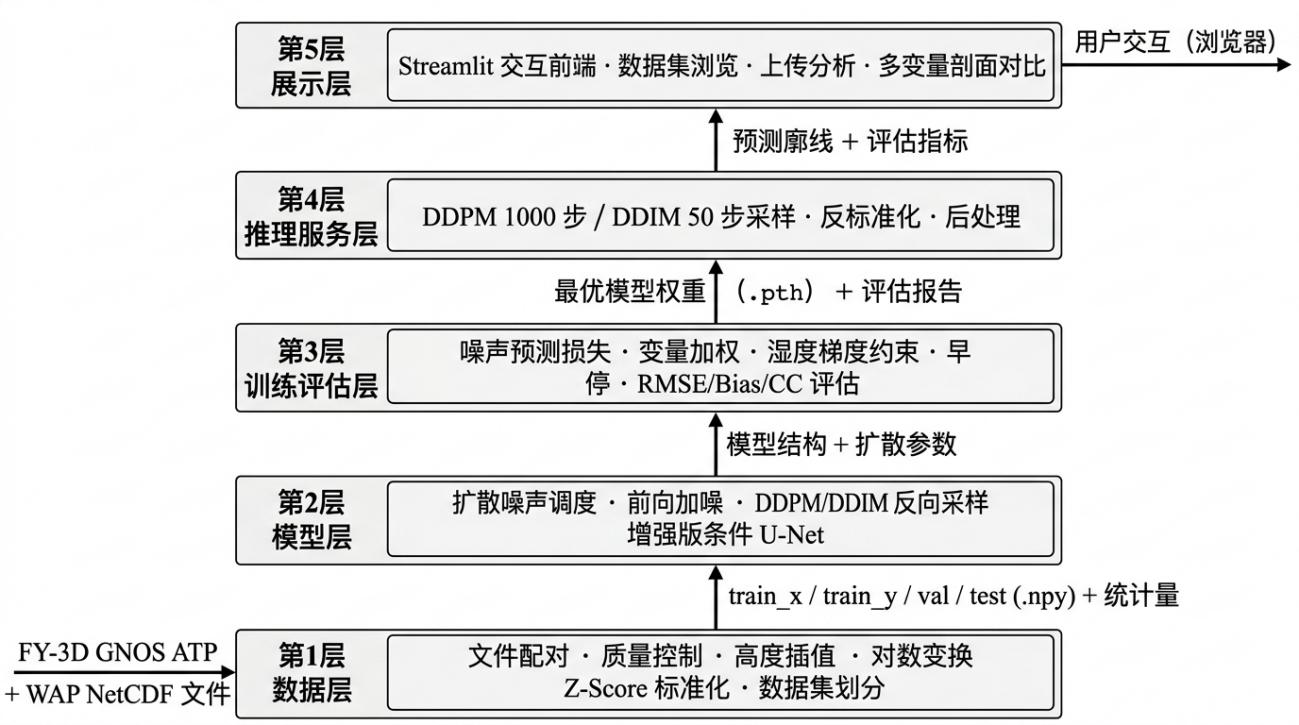 第5层
展示层
Streamlit 交互前端 · 数据集浏览 · 上传分析 · 多变量剖面对比
用户交互（浏览器）
预测廓线 + 评估指标
第4层
推理服务层
DDPM 1000 步 / DDIM 50 步采样 · 反标准化 · 后处理
最优模型权重 （.pth） + 评估报告
第3层
训练评估层
噪声预测损失 · 变量加权 · 湿度梯度约束 · 早
停 · RMSE/Bias/CC 评估
模型结构 + 扩散参数
第2层
模型层
扩散噪声调度 · 前向加噪 · DDPM/DDIM 反向采样
增强版条件 U-Net
train_x / train_y / val / test (.npy) + 统计量
FY-3D GNOS ATP
+ WAP NetCDF 文件
第1层
数据层
文件配对 · 质量控制 · 高度插值 · 对数变换
Z-Score 标准化 · 数据集划分